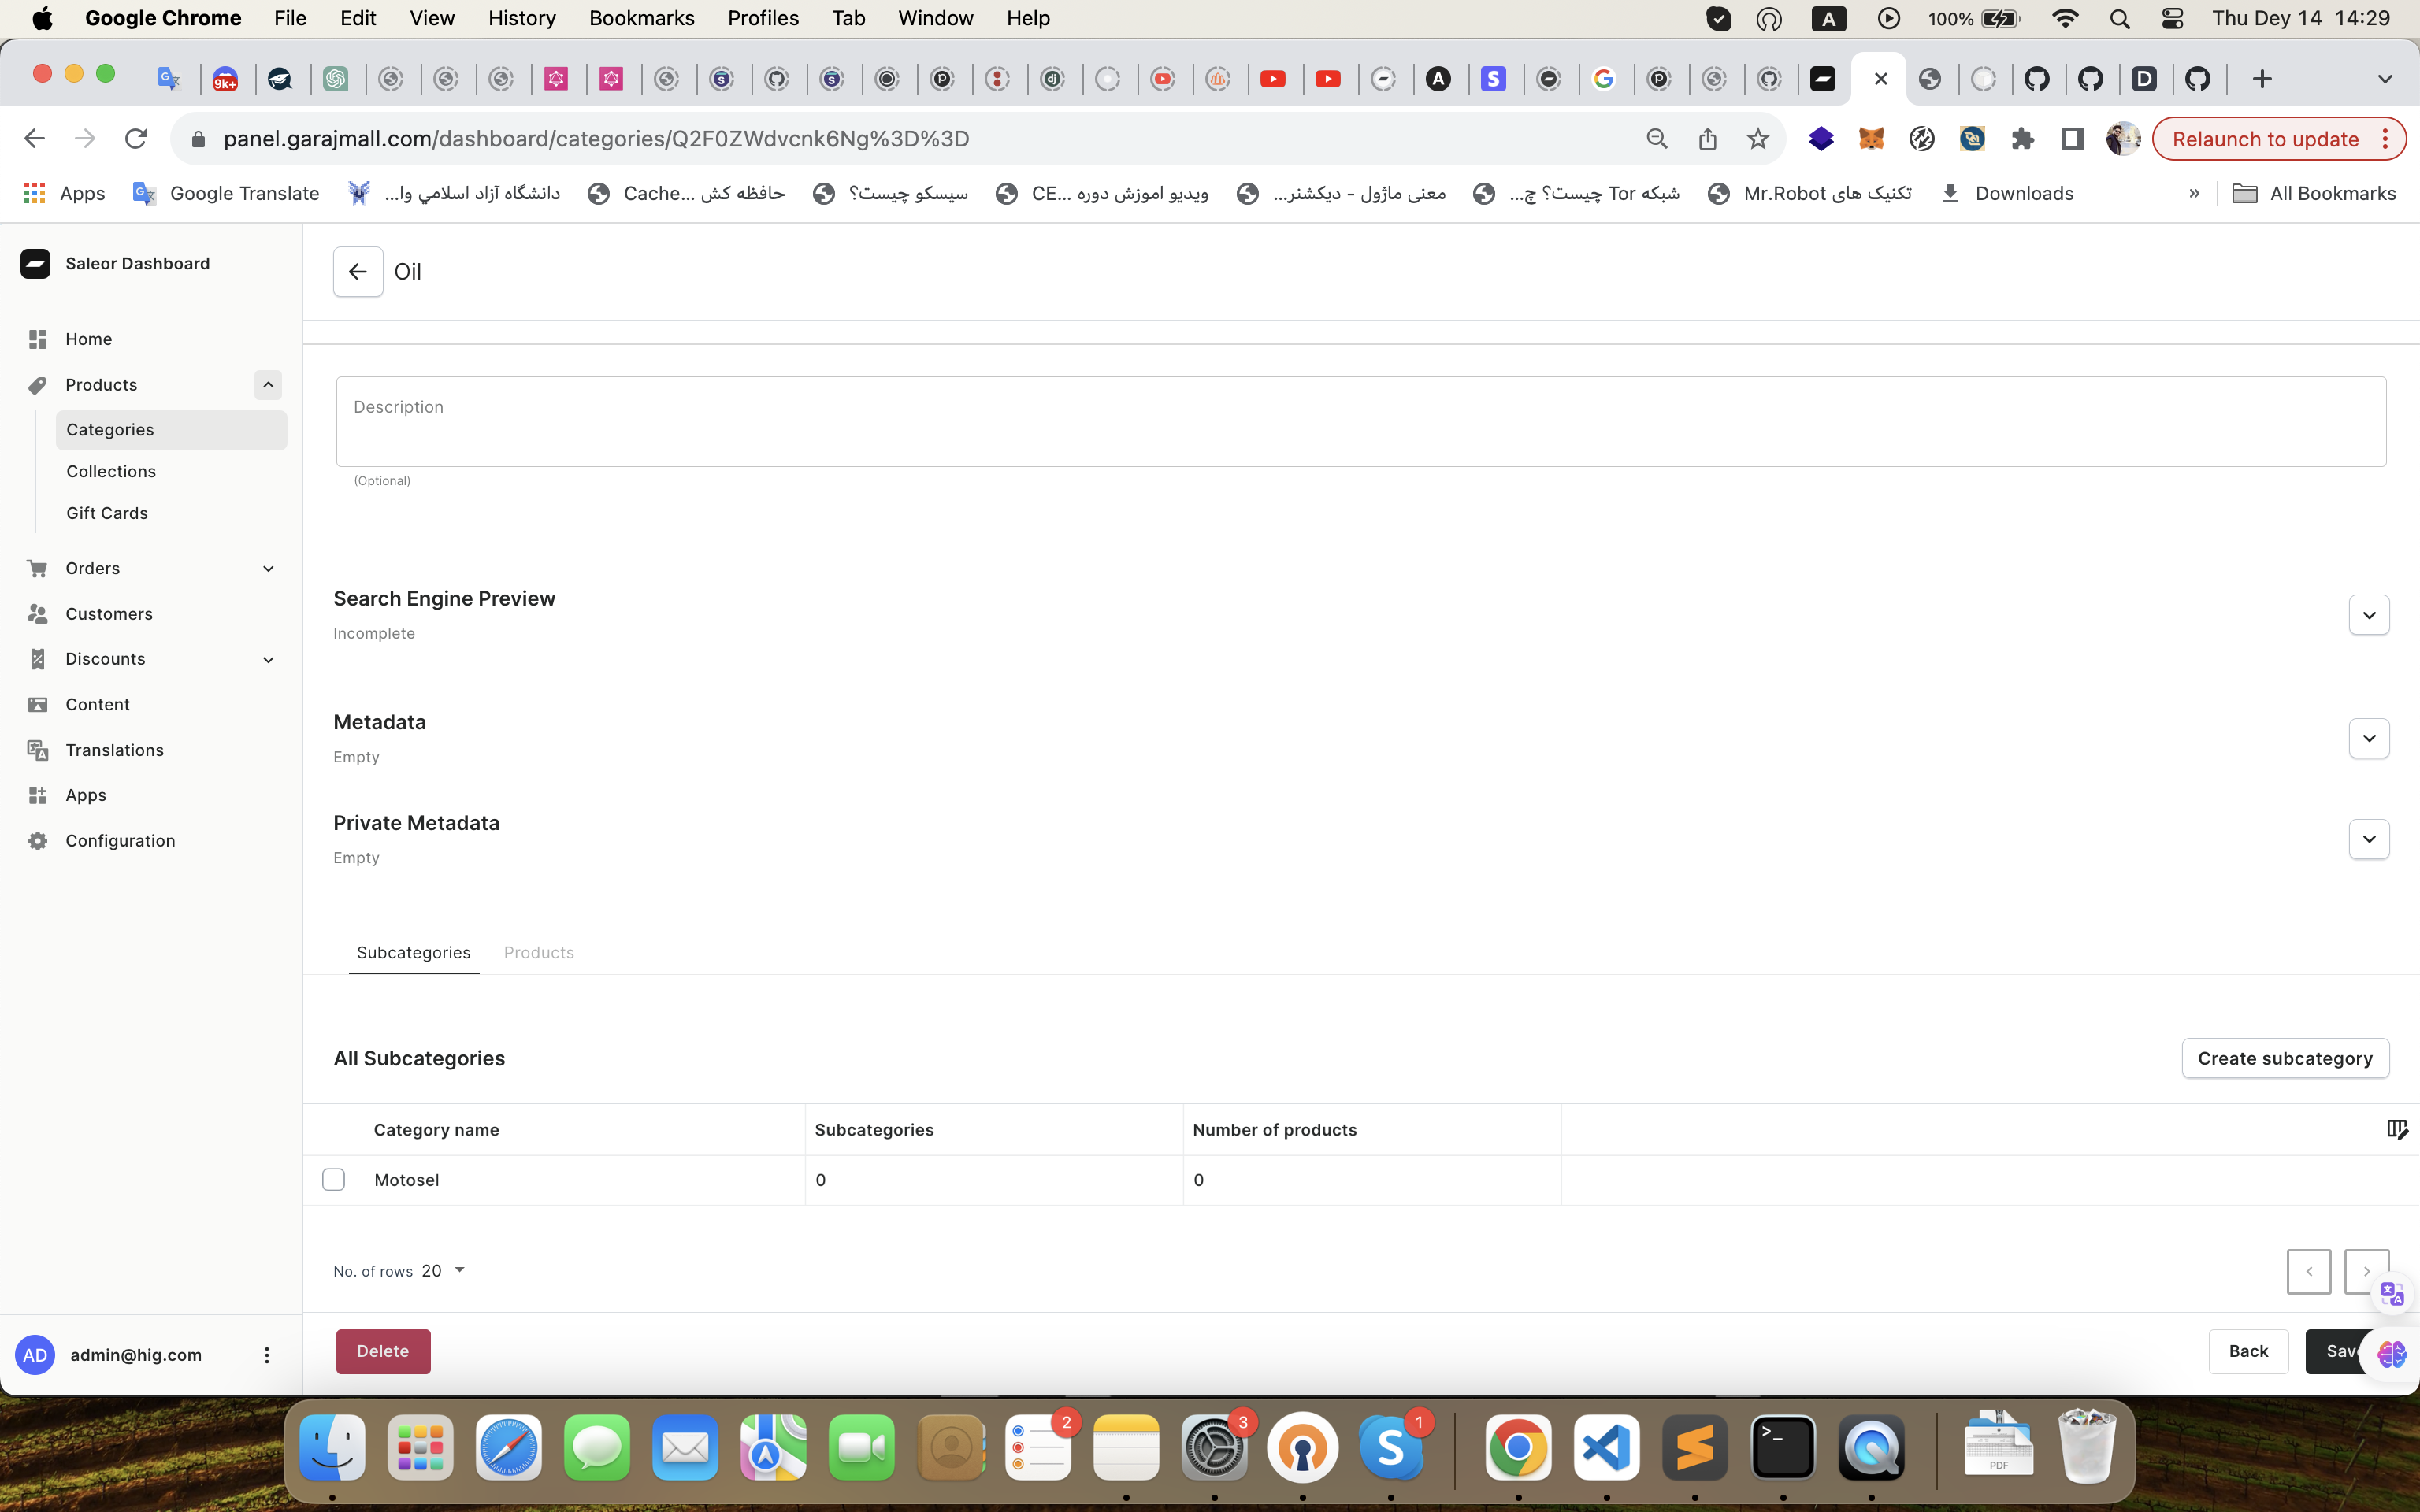 Google Chrome File Edit View History Bookmarks Profiles Tab Window Help A 100% Thu Dey 14 14:29
9k+
panel.garajmall.com/dashboard/categories/Q2F0ZWdvcnk6Ng%3D%3D Relaunch to update
Apps Google Translate دانشگاه آزاد اسلامي وا... حافظه کش ...Cache سیسکو چیست؟ ویدیو اموزش دوره ...CE معنی ماژول - دیکشنر... شبکه Tor چیست؟ چ... تکنیک های Mr.Robot Downloads » All Bookmarks
Saleor Dashboard
Oil
Home
Products
Categories
Collections
Gift Cards
Orders
Customers
Discounts
Content
Translations
Apps
Configuration
AD admin@hig.com
Description
(Optional)
Search Engine Preview
Incomplete
Metadata
Empty
Private Metadata
Empty
Subcategories Products
All Subcategories Create subcategory
Category name Subcategories Number of products
Motosel 0 0
No. of rows 20
Delete Back Sav
2 3 1
PDF